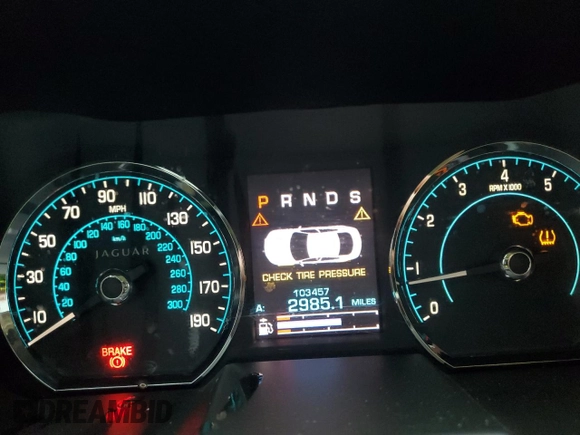 10 30 50 70 90 110 130 150 170 190
MPH
20 40 60 80 100 120 140 160 180 200 220 240 260 280 300
km/h
JAGUAR
BRAKE
P R N D S
CHECK TIRE PRESSURE
103457
A: 2985.1 MILES
0 1 2 3 4 5
RPM X 1000
DREAMBID